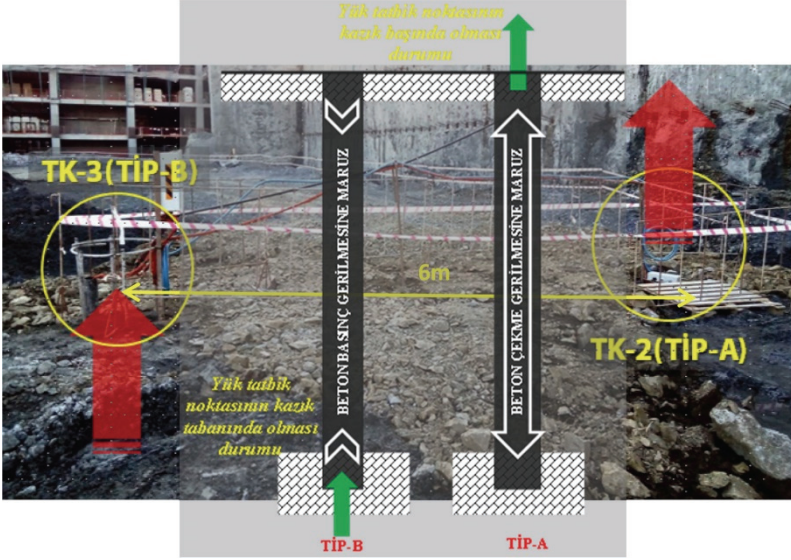 Yük tatbik noktasının
kazık başında olması
durumu
TK-3(TİP-B)
BETON BASINÇ GERİLMESİNE MARUZ
BETON ÇEKME GERİLMESİNE MARUZ
6m
TK-2(TİP-A)
Yük tatbik
noktasının kazık
tabanında olması
durumu
TİP-B
TİP-A